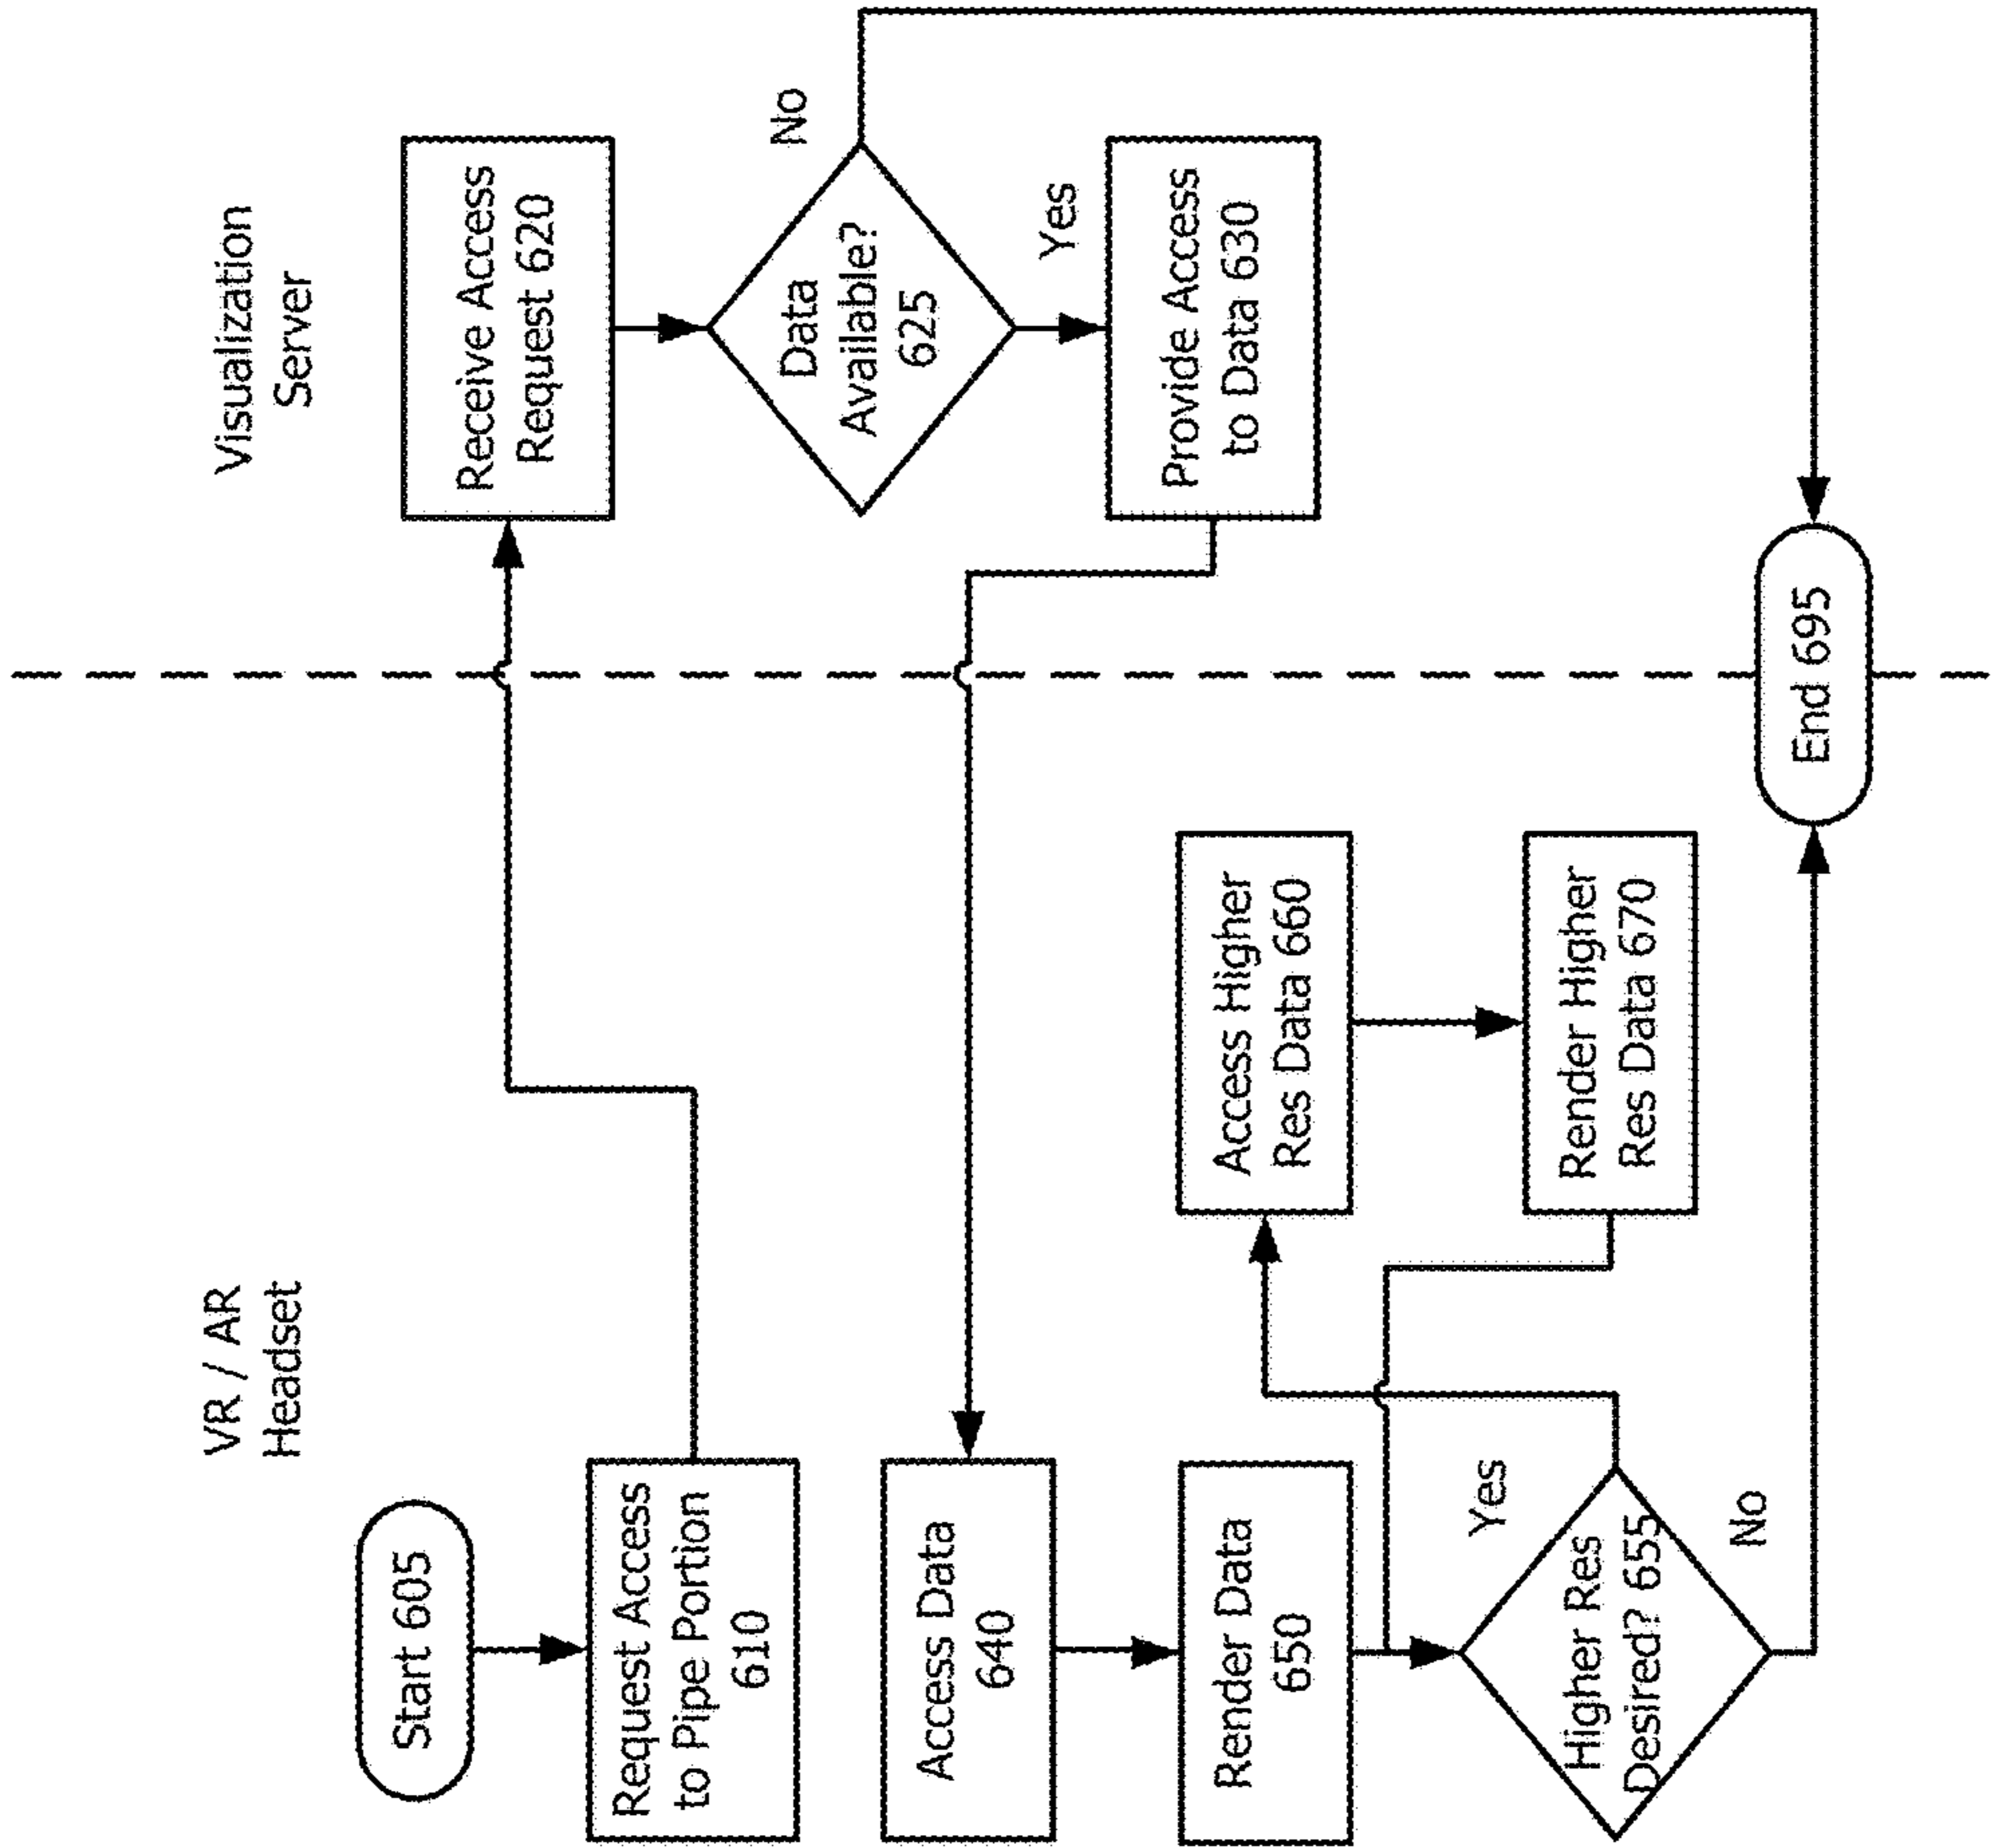 VR / AR
Headset
Visualization
Server
Start 605
Request Access
to Pipe Portion
610
Receive Access
Request 620
Data
Available?
625
No
Yes
Provide Access
to Data 630
Access Data
640
Render Data
650
Higher Res
Desired? 655
Yes
No
Access Higher
Res Data 660
Render Higher
Res Data 670
End 695